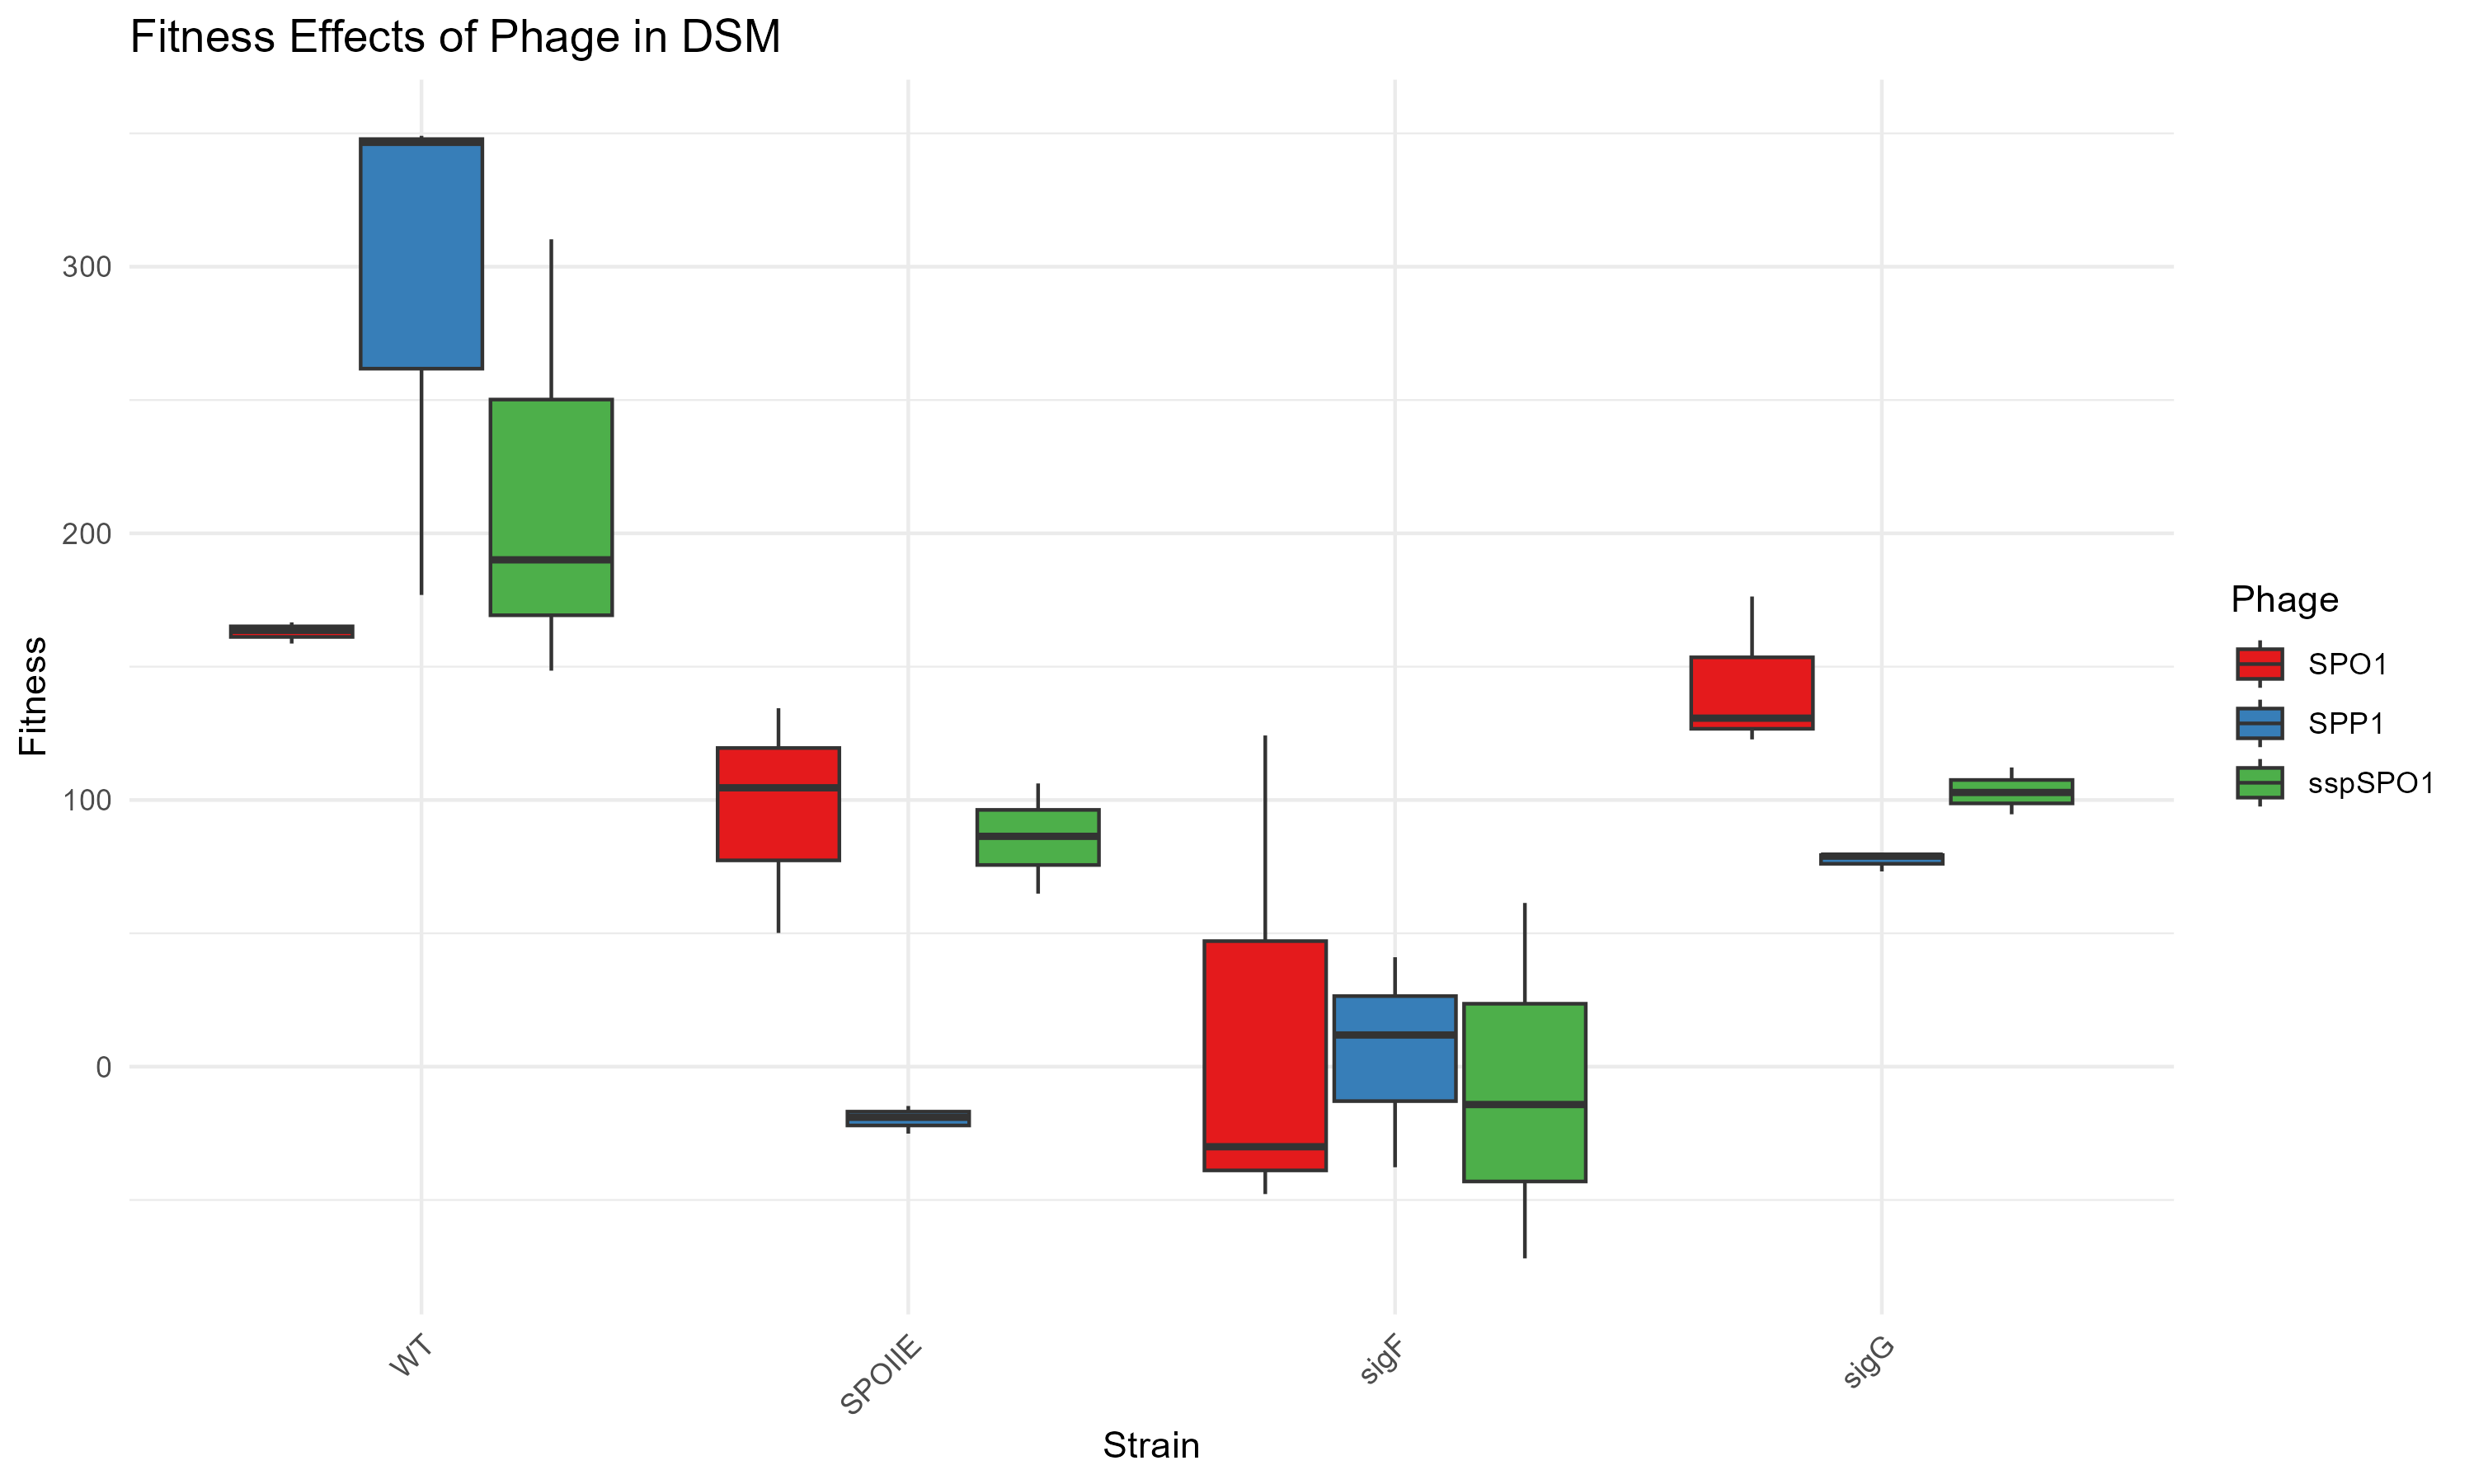 Fitness Effects of Phage in DSM
Fitness
300
200
100
0
WT
SPOIIE
sigF
sigG
Strain
Phage
SPO1
SPP1
sspSPO1